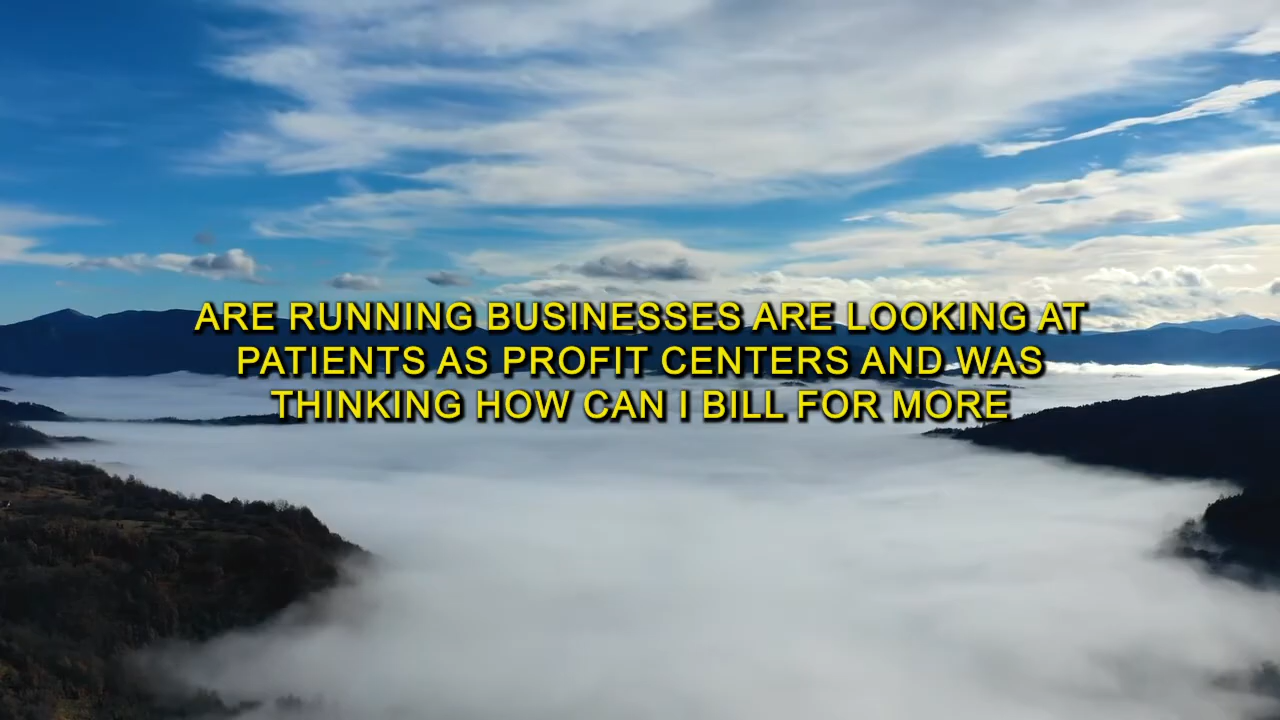 ARE RUNNING BUSINESSES ARE LOOKING AT
PATIENTS AS PROFIT CENTERS AND WAS
THINKING HOW CAN I BILL FOR MORE